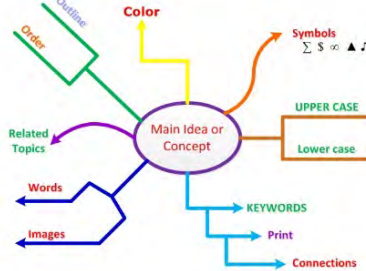 Outline
Order
Color
Symbols
∑ $ ∞ ▲ ♫
UPPER CASE
Lower case
Main Idea or
Concept
Related
Topics
Words
Images
KEYWORDS
Print
Connections